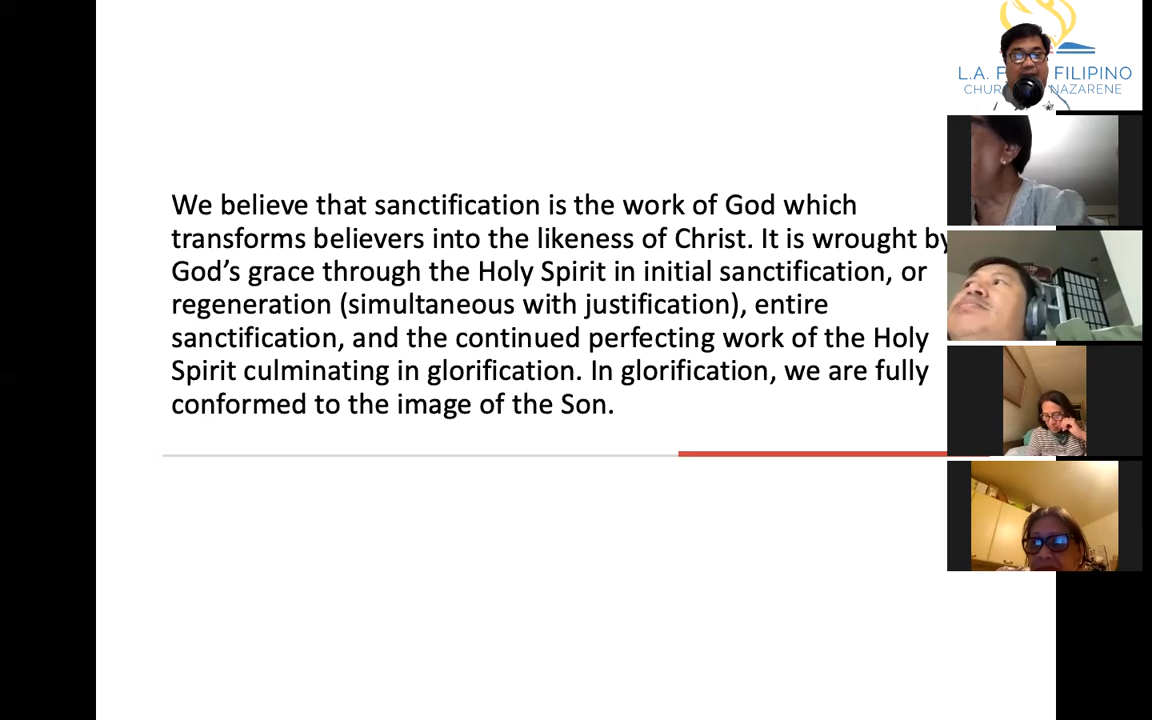 We believe that sanctification is the work of God which
transforms believers into the likeness of Christ. It is wrought by
God’s grace through the Holy Spirit in initial sanctification, or
regeneration (simultaneous with justification), entire
sanctification, and the continued perfecting work of the Holy
Spirit culminating in glorification. In glorification, we are fully
conformed to the image of the Son.
L.A. F FILIPINO
CHUR NAZARENE